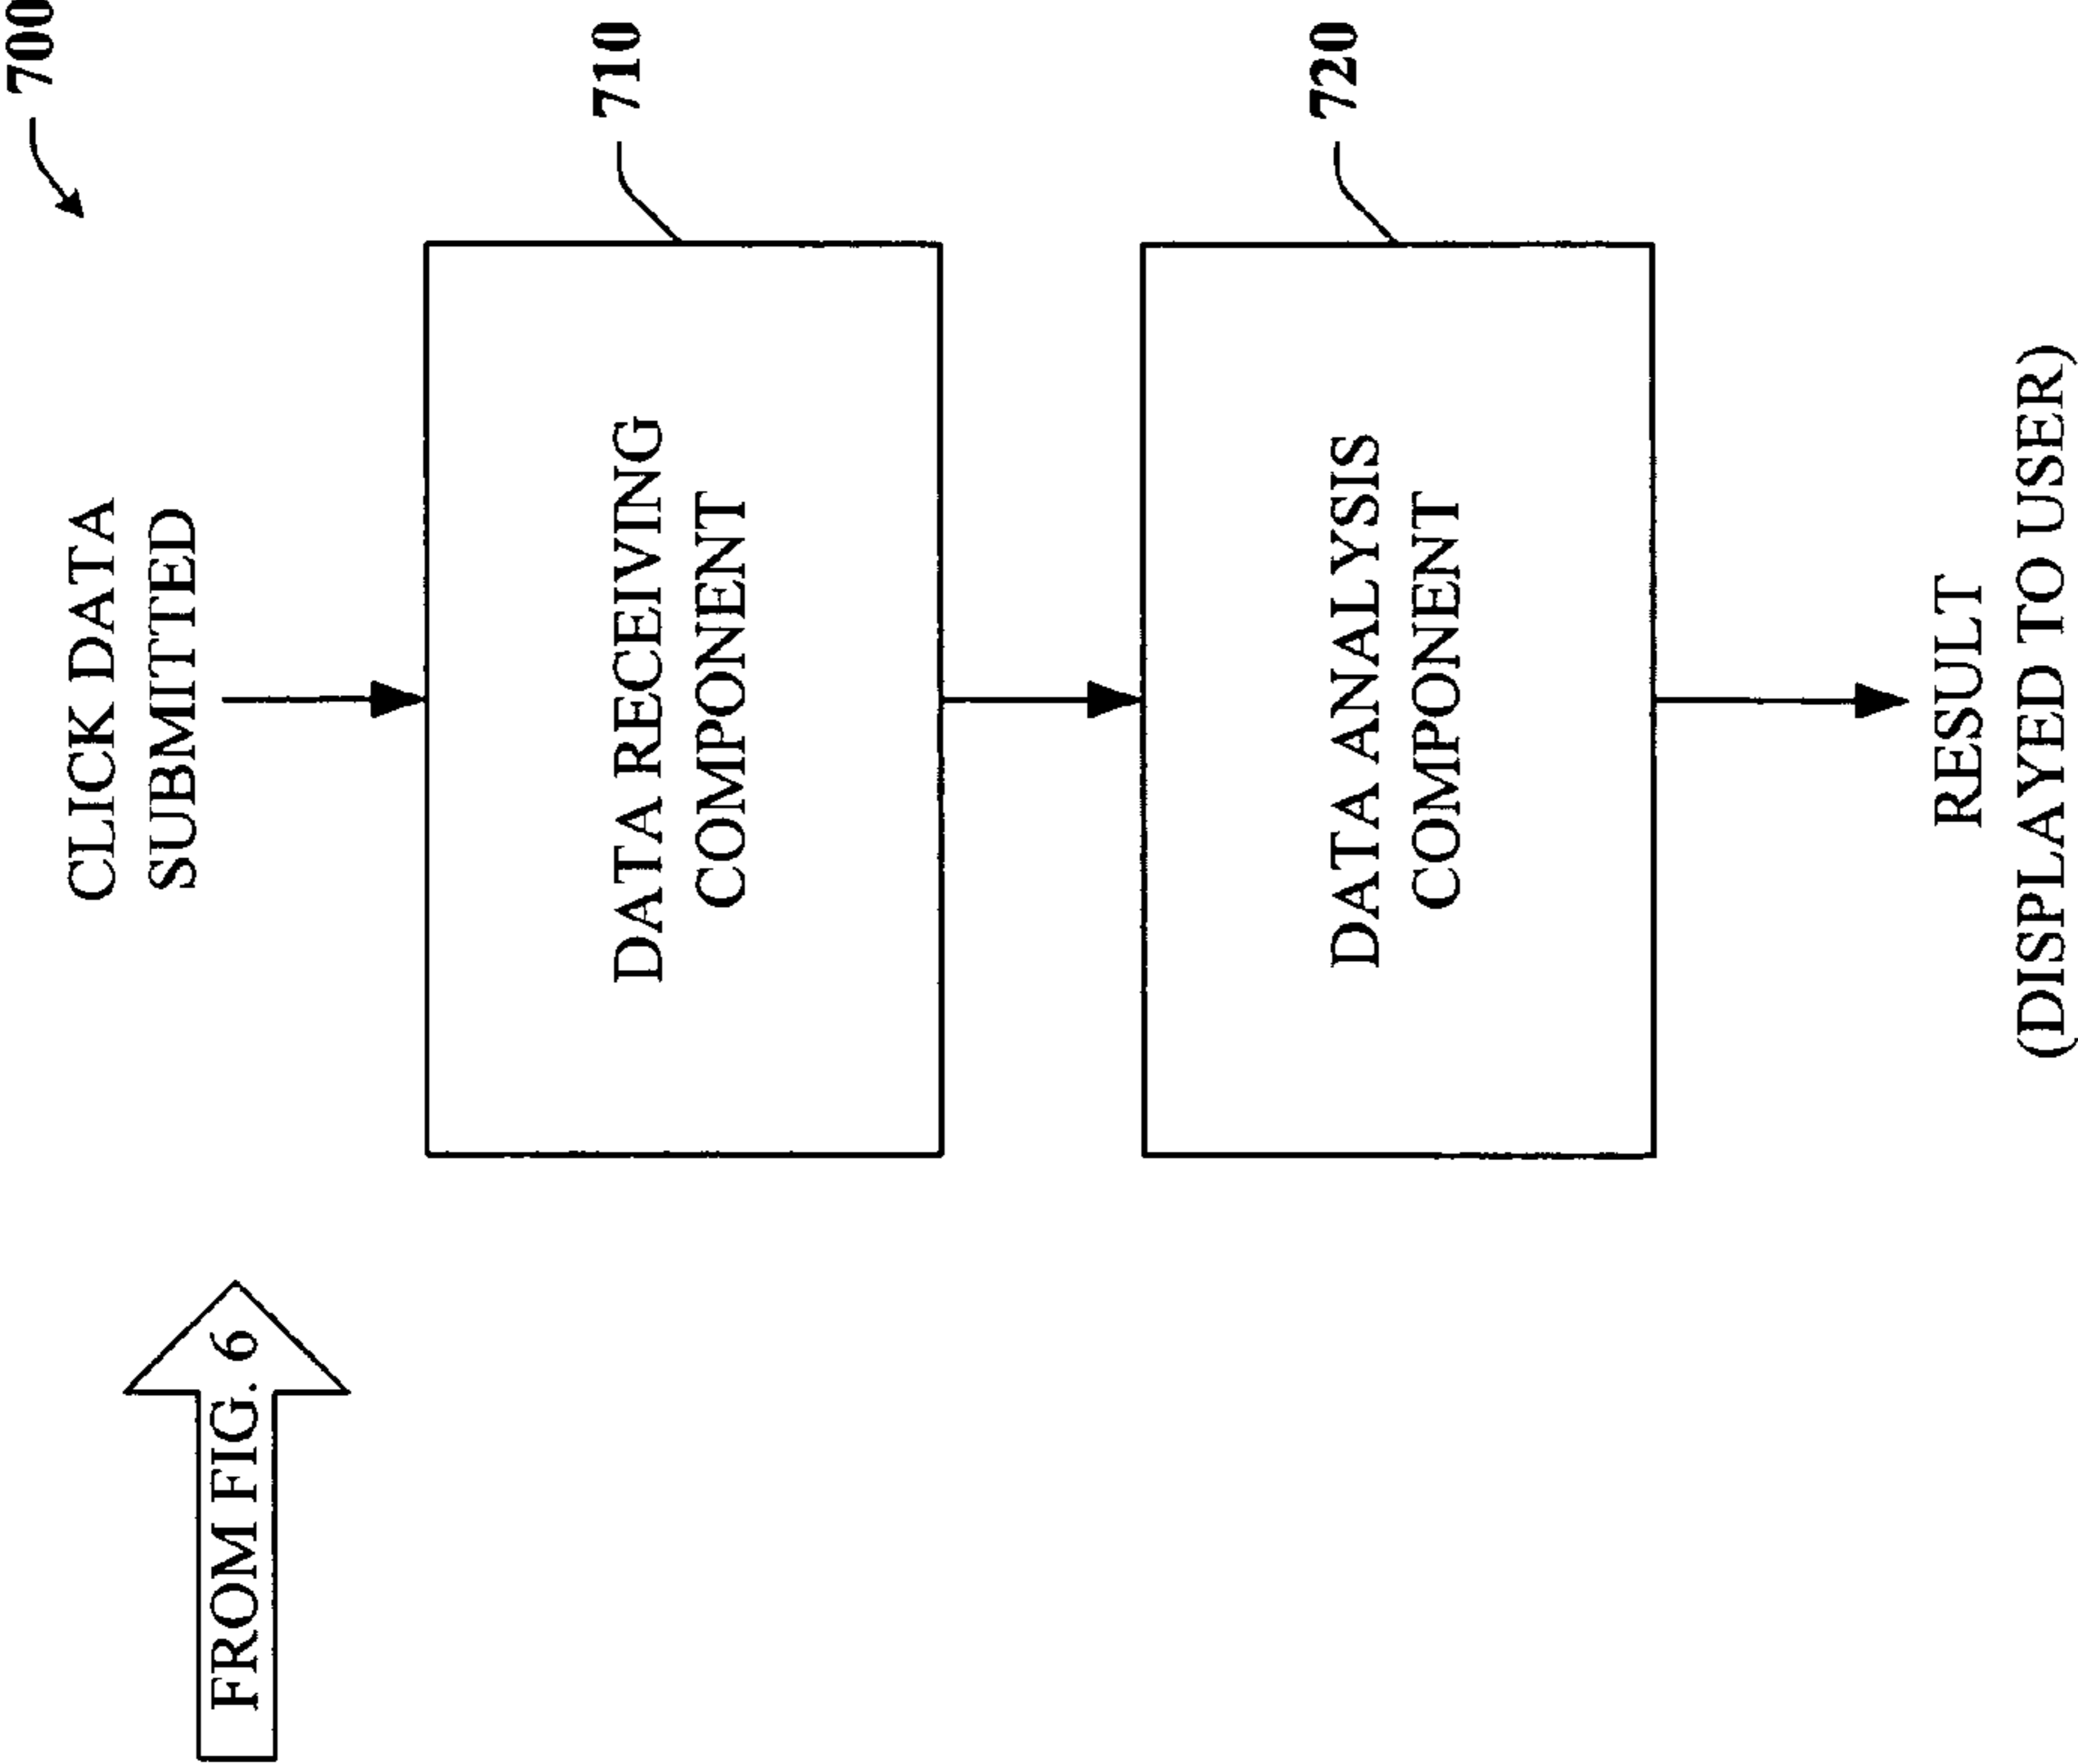 700
FROM FIG. 6
CLICK DATA
SUBMITTED
710
DATA RECEIVING
COMPONENT
720
DATA ANALYSIS
COMPONENT
RESULT
(DISPLAYED TO USER)